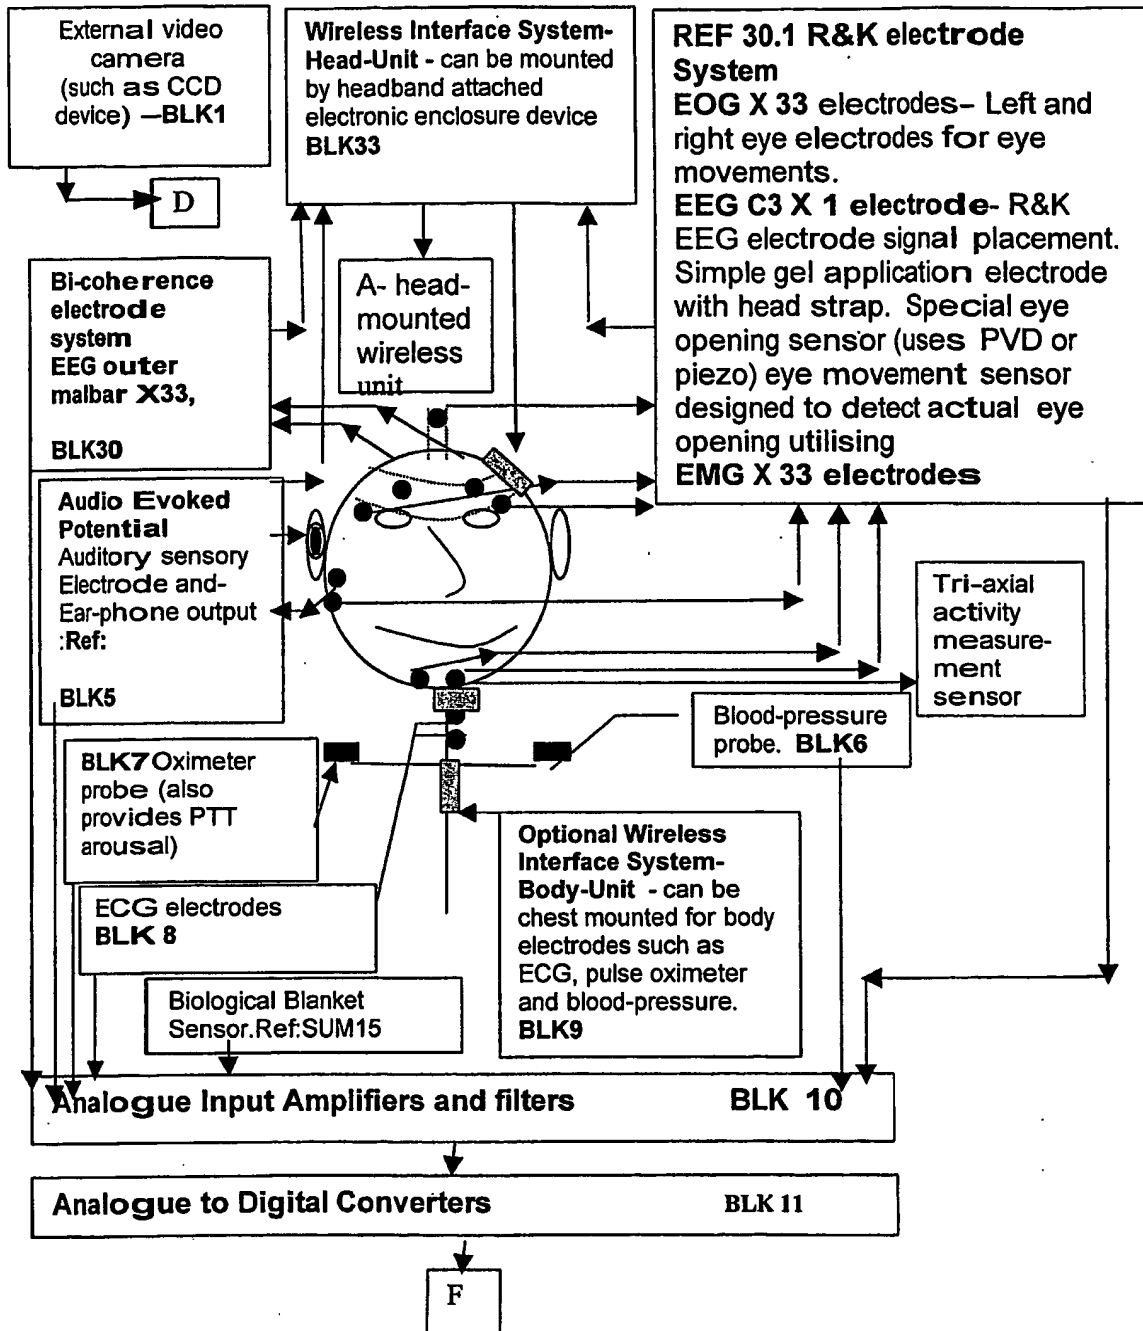 External video
camera
(such as CCD
device) –BLK1
D
Wireless Interface System-
Head-Unit - can be mounted
by headband attached
electronic enclosure device
BLK33
REF 30.1 R&K electrode
System
EOG X 33 electrodes– Left and
right eye electrodes for eye
movements.
EEG C3 X 1 electrode- R&K
EEG electrode signal placement.
Simple gel application electrode
with head strap. Special eye
opening sensor (uses PVD or
piezo) eye movement sensor
designed to detect actual eye
opening utilising
EMG X 33 electrodes
Bi-coherence
electrode
system
EEG outer
malbar X33,
BLK30
A- head-
mounted
wireless
unit
Audio Evoked
Potential
Auditory sensory
Electrode and-
Ear-phone output
:Ref:
BLK5
Tri-axial
activity
measure-
ment
sensor
Blood-pressure
probe. BLK6
BLK7 Oximeter
probe (also
provides PTT
arousal)
Optional Wireless
Interface System-
Body-Unit - can be
chest mounted for body
electrodes such as
ECG, pulse oximeter
and blood-pressure.
BLK9
ECG electrodes
BLK 8
Biological Blanket
Sensor.Ref:SUM15
Analogue Input Amplifiers and filters BLK 10
Analogue to Digital Converters BLK 11
F